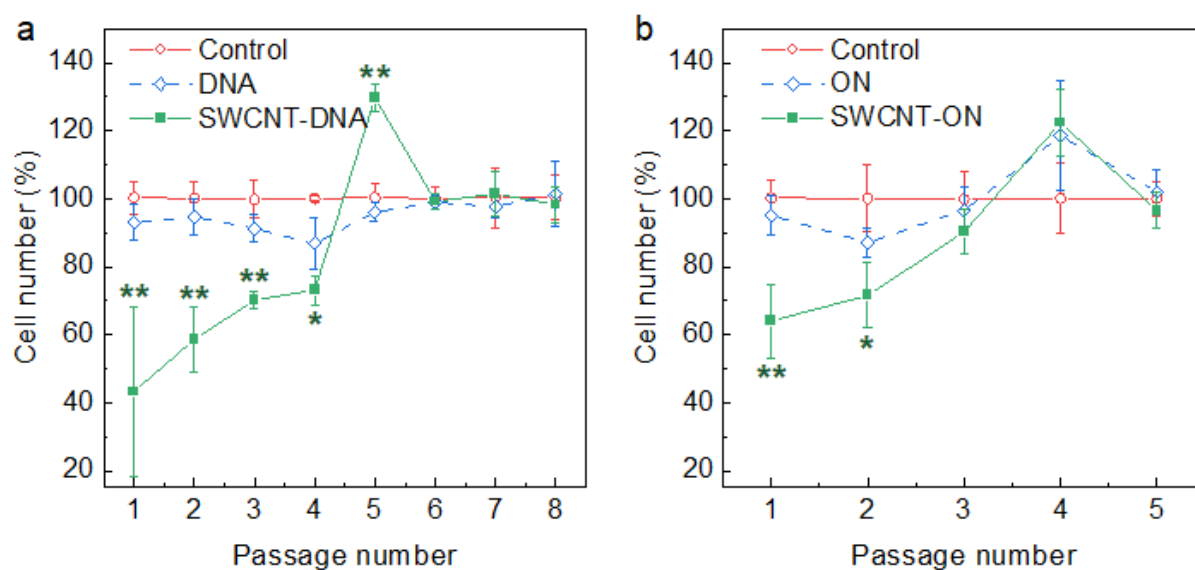 a
Control
DNA
SWCNT-DNA
140
120
100
80
60
40
20
**
**
**
*
**
1 2 3 4 5 6 7 8
Passage number
Cell number (%)
b
Control
ON
SWCNT-ON
140
120
100
80
60
40
20
**
*
1 2 3 4 5
Passage number
Cell number (%)